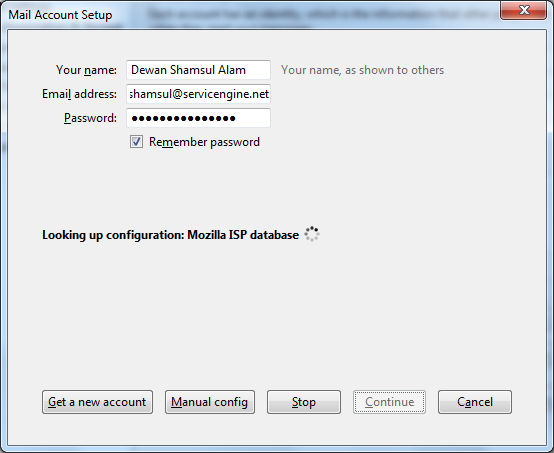 Mail Account Setup
Your name: Dewan Shamsul Alam Your name, as shown to others
Email address: shamsul@servicengine.net
Password: ●●●●●●●●●●●●●●●
Remember password
Looking up configuration: Mozilla ISP database
Get a new account Manual config Stop Continue Cancel